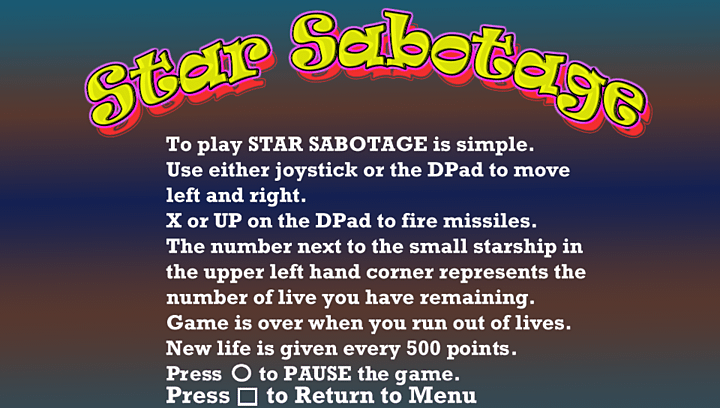 Star Sabotage
To play STAR SABOTAGE is simple.
Use either joystick or the DPad to move
left and right.
X or UP on the DPad to fire missiles.
The number next to the small starship in
the upper left hand corner represents the
number of live you have remaining.
Game is over when you run out of lives.
New life is given every 500 points.
Press ○ to PAUSE the game.
Press □ to Return to Menu